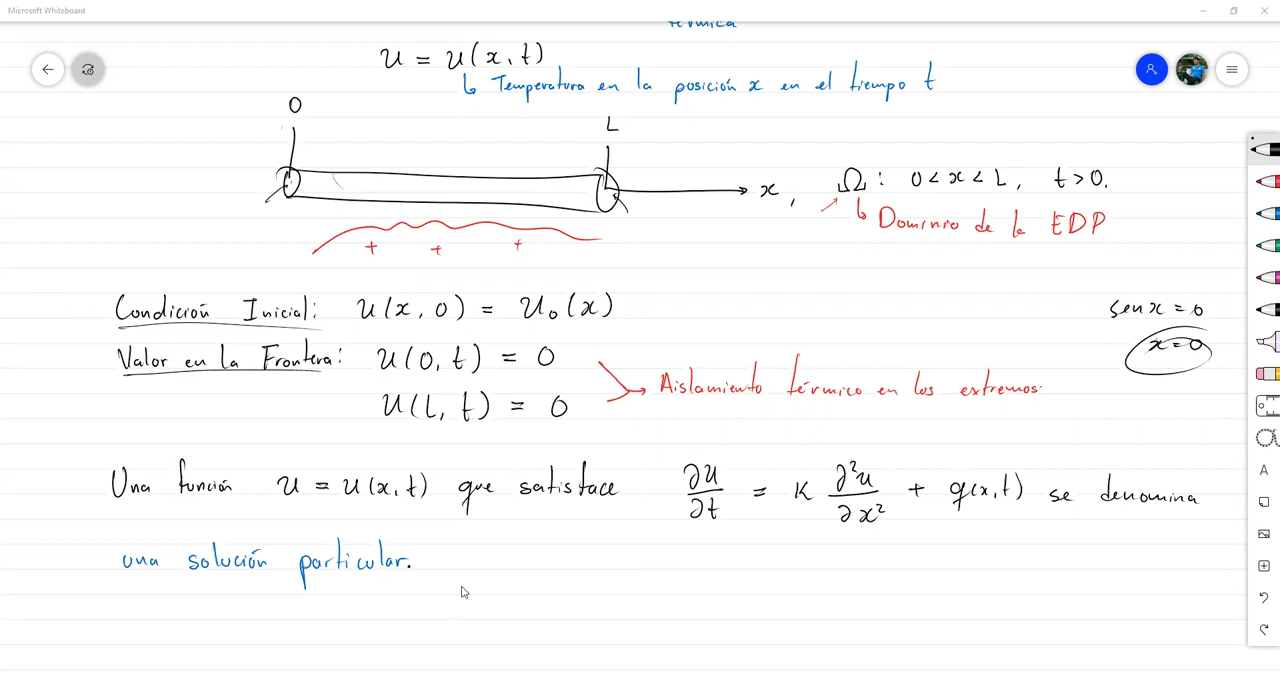 Microsoft Whiteboard
térmica
u = u(x, t)
↳ Temperatura en la posición x en el tiempo t
0
L
x , Ω : 0 < x < L, t > 0.
↳ Dominio de la EDP
+ + +
Condición Inicial: u(x, 0) = u₀(x)
sen x = 0
Valor en la Frontera: u(0, t) = 0
x = 0
Aislamiento térmico en los extremos.
u(L, t) = 0
Una función u = u(x, t) que satisface ∂u/∂t = K ∂²u/∂x² + q(x, t) se denomina
una solución particular.
A